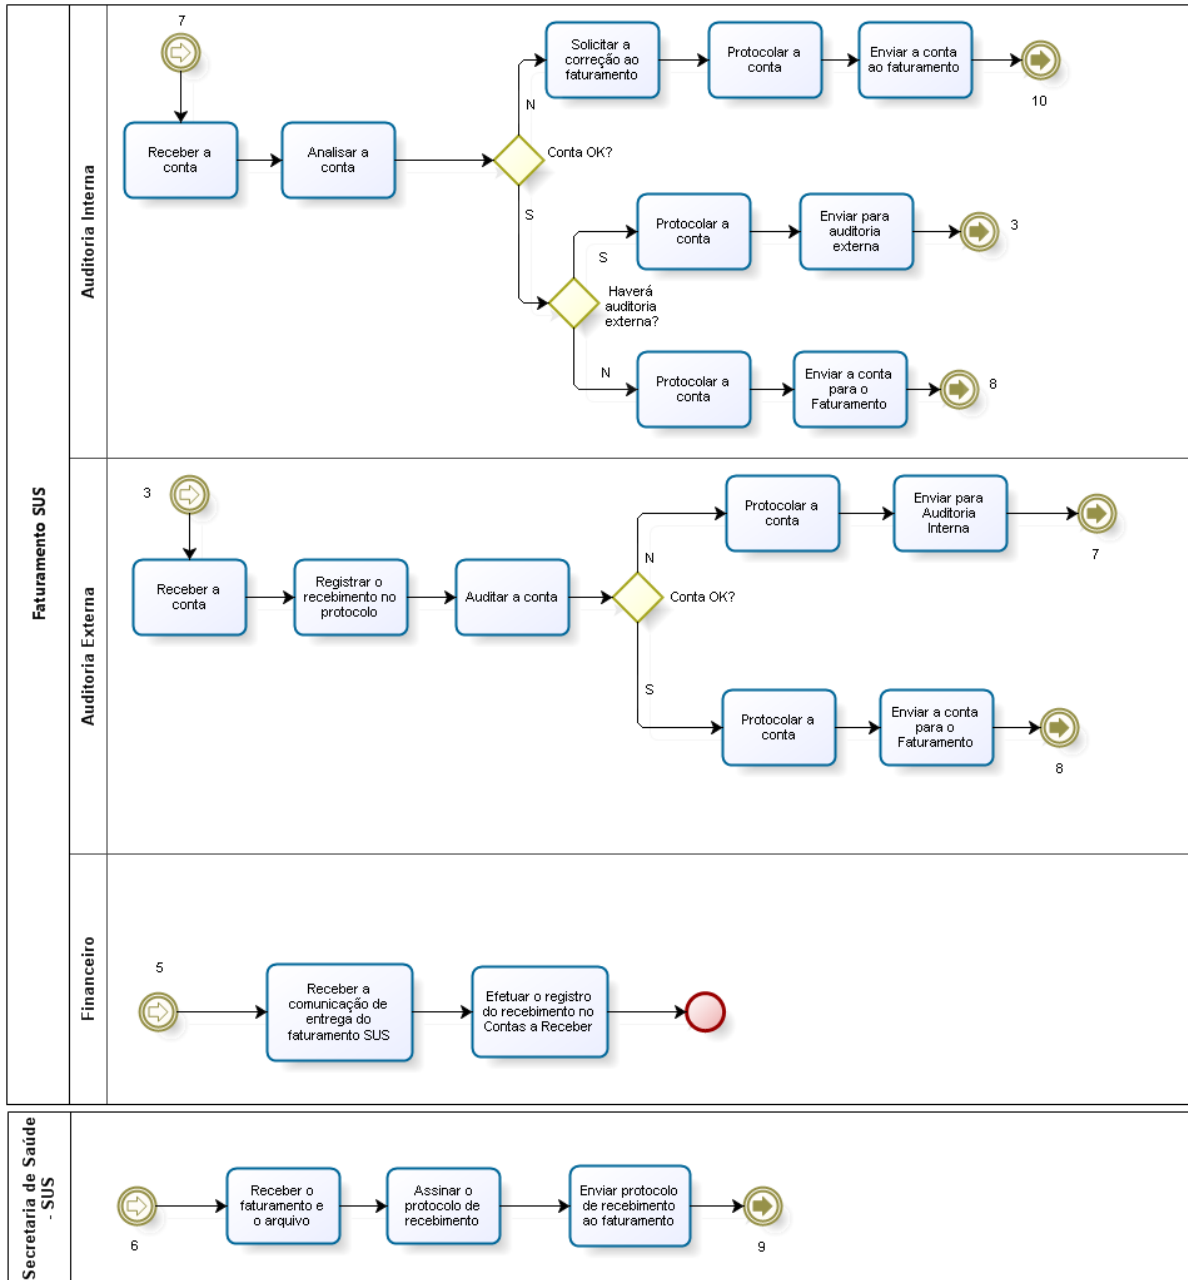 Faturamento SUS
Auditoria Interna
7
Receber a
conta
Analisar a
conta
Conta OK?
N
Solicitar a
correção ao
faturamento
Protocolar a
conta
Enviar a conta
ao faturamento
10
S
Haverá
auditoria
externa?
S
Protocolar a
conta
Enviar para
auditoria
externa
3
N
Protocolar a
conta
Enviar a conta
para o
Faturamento
8
Auditoria Externa
3
Receber a
conta
Registrar o
recebimento no
protocolo
Auditar a conta
Conta OK?
N
Protocolar a
conta
Enviar para
Auditoria
Interna
7
S
Protocolar a
conta
Enviar a conta
para o
Faturamento
8
Financeiro
5
Receber a
comunicação de
entrega do
faturamento SUS
Efetuar o registro
do recebimento no
Contas a Receber
Secretaria de Saúde
- SUS
6
Receber o
faturamento e
o arquivo
Assinar o
protocolo de
recebimento
Enviar protocolo
de recebimento
ao faturamento
9